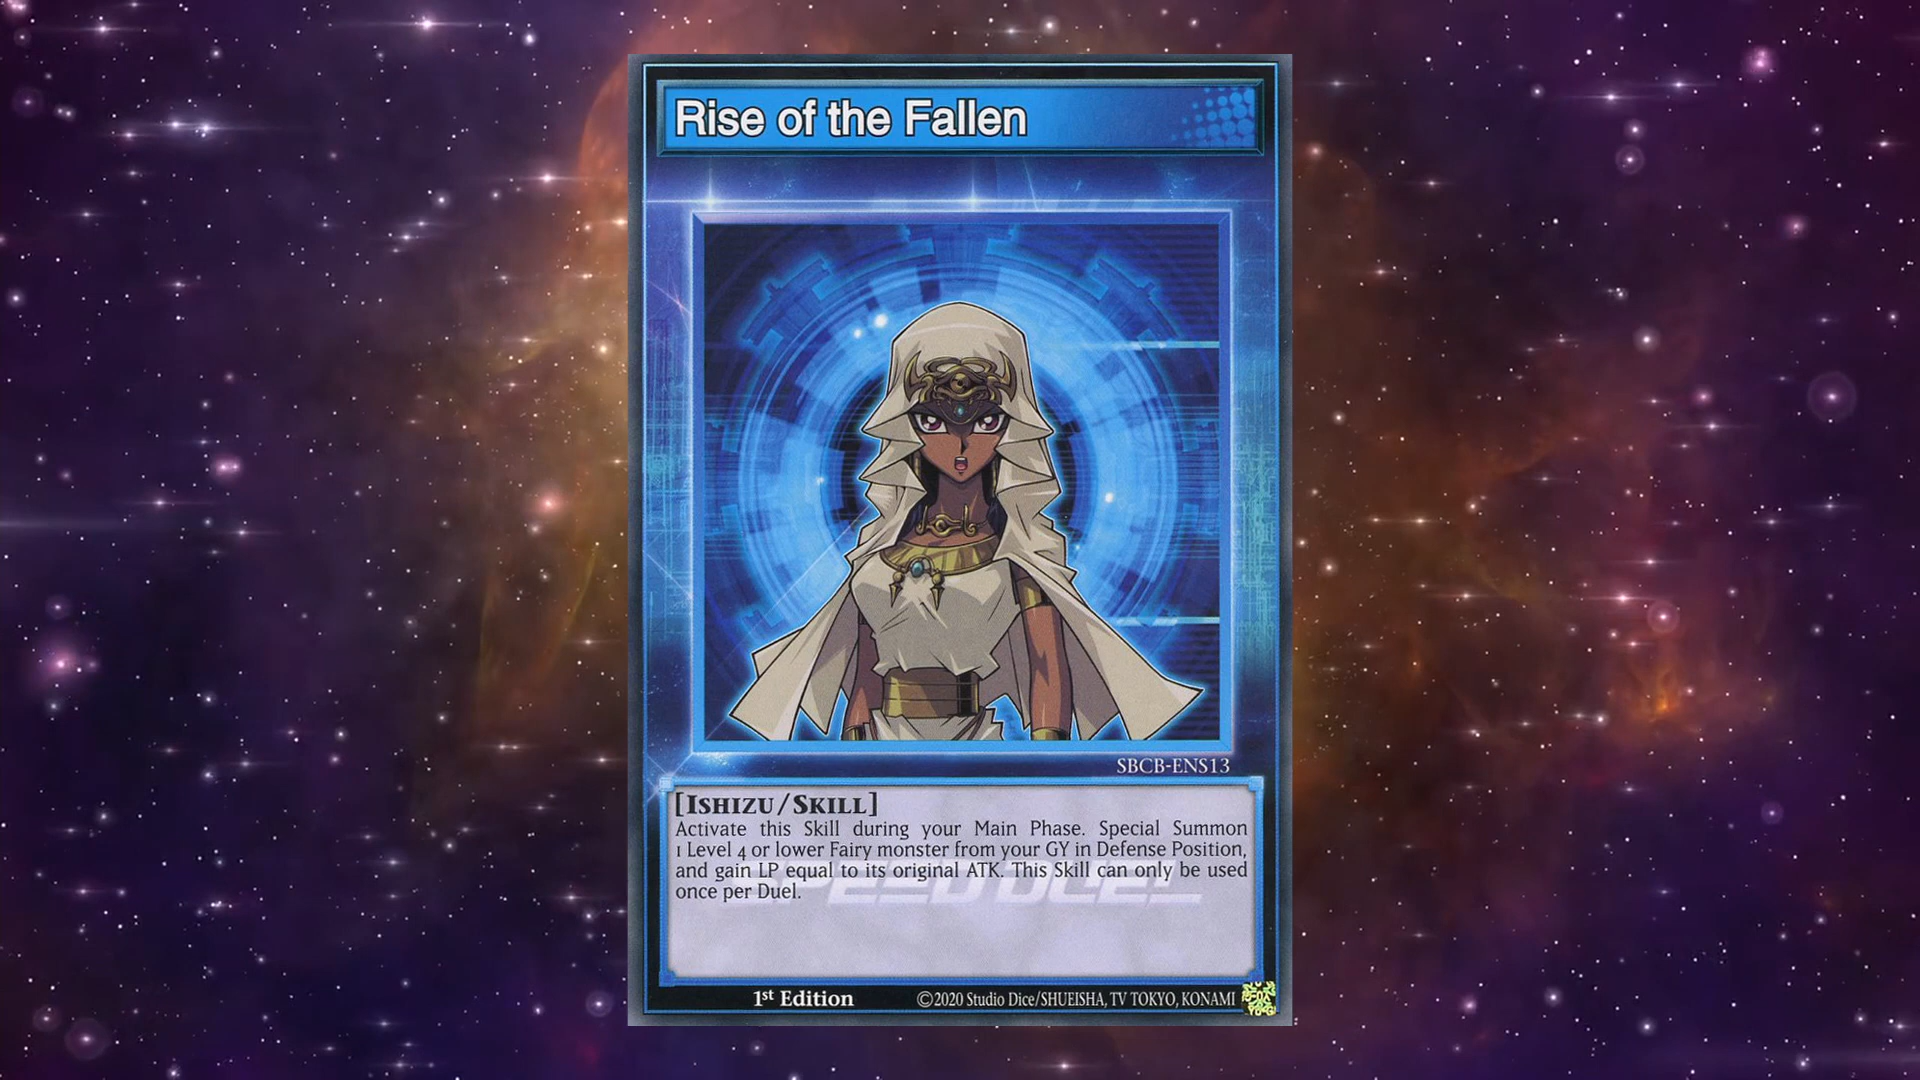 Rise of the Fallen
SBCB-ENS13
[ISHIZU/SKILL]
Activate this Skill during your Main Phase. Special Summon
1 Level 4 or lower Fairy monster from your GY in Defense Position,
and gain LP equal to its original ATK. This Skill can only be used
once per Duel.
SPEED DUEL
1st Edition
©2020 Studio Dice/SHUEISHA, TV TOKYO, KONAMI